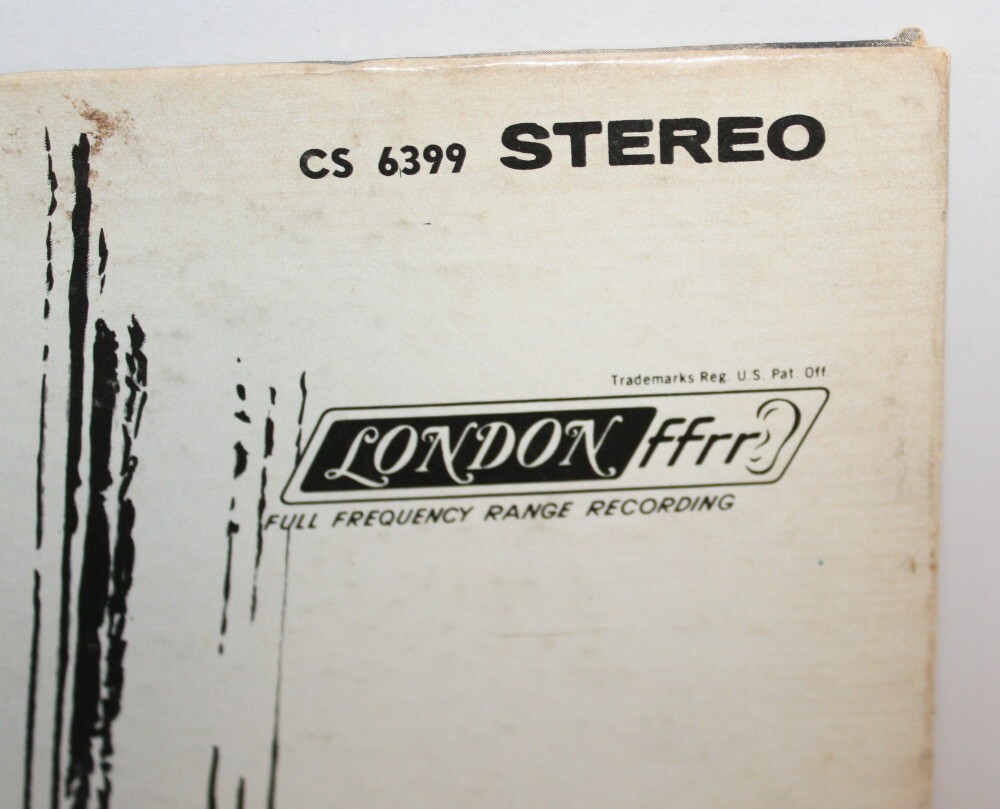 CS 6399 STEREO
Trademarks Reg. U.S. Pat. Off.
LONDON ffrr
FULL FREQUENCY RANGE RECORDING